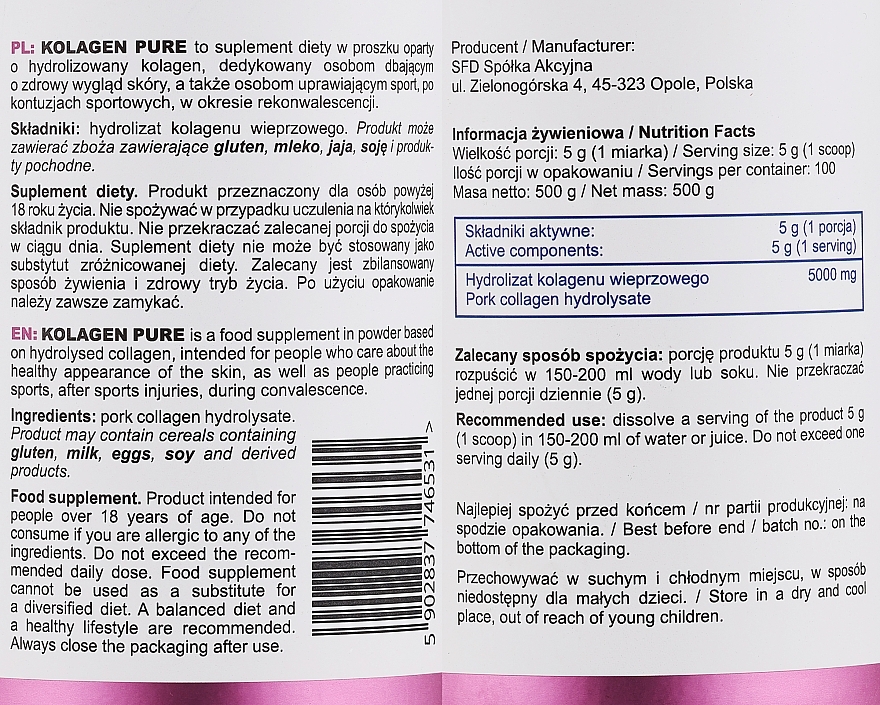 PL: KOLAGEN PURE to suplement diety w proszku oparty
o hydrolizowany kolagen, dedykowany osobom dbającym
o zdrowy wygląd skóry, a także osobom uprawiającym sport, po
kontuzjach sportowych, w okresie rekonwalescencji.
Składniki: hydrolizat kolagenu wieprzowego. Produkt może
zawierać zboża zawierające gluten, mleko, jaja, soję i produk-
ty pochodne.
Suplement diety. Produkt przeznaczony dla osób powyżej
18 roku życia. Nie spożywać w przypadku uczulenia na którykolwiek
składnik produktu. Nie przekraczać zalecanej porcji do spożycia
w ciągu dnia. Suplement diety nie może być stosowany jako
substytut zróżnicowanej diety. Zalecany jest zbilansowany
sposób żywienia i zdrowy tryb życia. Po użyciu opakowanie
należy zawsze zamykać.
EN: KOLAGEN PURE is a food supplement in powder based
on hydrolysed collagen, intended for people who care about the
healthy appearance of the skin, as well as people practicing
sports, after sports injuries, during convalescence.
Ingredients: pork collagen hydrolysate.
Product may contain cereals containing
gluten, milk, eggs, soy and derived
products.
Food supplement. Product intended for
people over 18 years of age. Do not
consume if you are allergic to any of the
ingredients. Do not exceed the recom-
mended daily dose. Food supplement
cannot be used as a substitute for
a diversified diet. A balanced diet and
a healthy lifestyle are recommended.
Always close the packaging after use.
5 902837 746531 >
Producent / Manufacturer:
SFD Spółka Akcyjna
ul. Zielonogórska 4, 45-323 Opole, Polska
Informacja żywieniowa / Nutrition Facts
Wielkość porcji: 5 g (1 miarka) / Serving size: 5 g (1 scoop)
Ilość porcji w opakowaniu / Servings per container: 100
Masa netto: 500 g / Net mass: 500 g
Składniki aktywne: 5 g (1 porcja)
Active components: 5 g (1 serving)
Hydrolizat kolagenu wieprzowego 5000 mg
Pork collagen hydrolysate
Zalecany sposób spożycia: porcję produktu 5 g (1 miarka)
rozpuścić w 150-200 ml wody lub soku. Nie przekraczać
jednej porcji dziennie (5 g).
Recommended use: dissolve a serving of the product 5 g
(1 scoop) in 150-200 ml of water or juice. Do not exceed one
serving daily (5 g).
Najlepiej spożyć przed końcem / nr partii produkcyjnej: na
spodzie opakowania. / Best before end / batch no.: on the
bottom of the packaging.
Przechowywać w suchym i chłodnym miejscu, w sposób
niedostępny dla małych dzieci. / Store in a dry and cool
place, out of reach of young children.